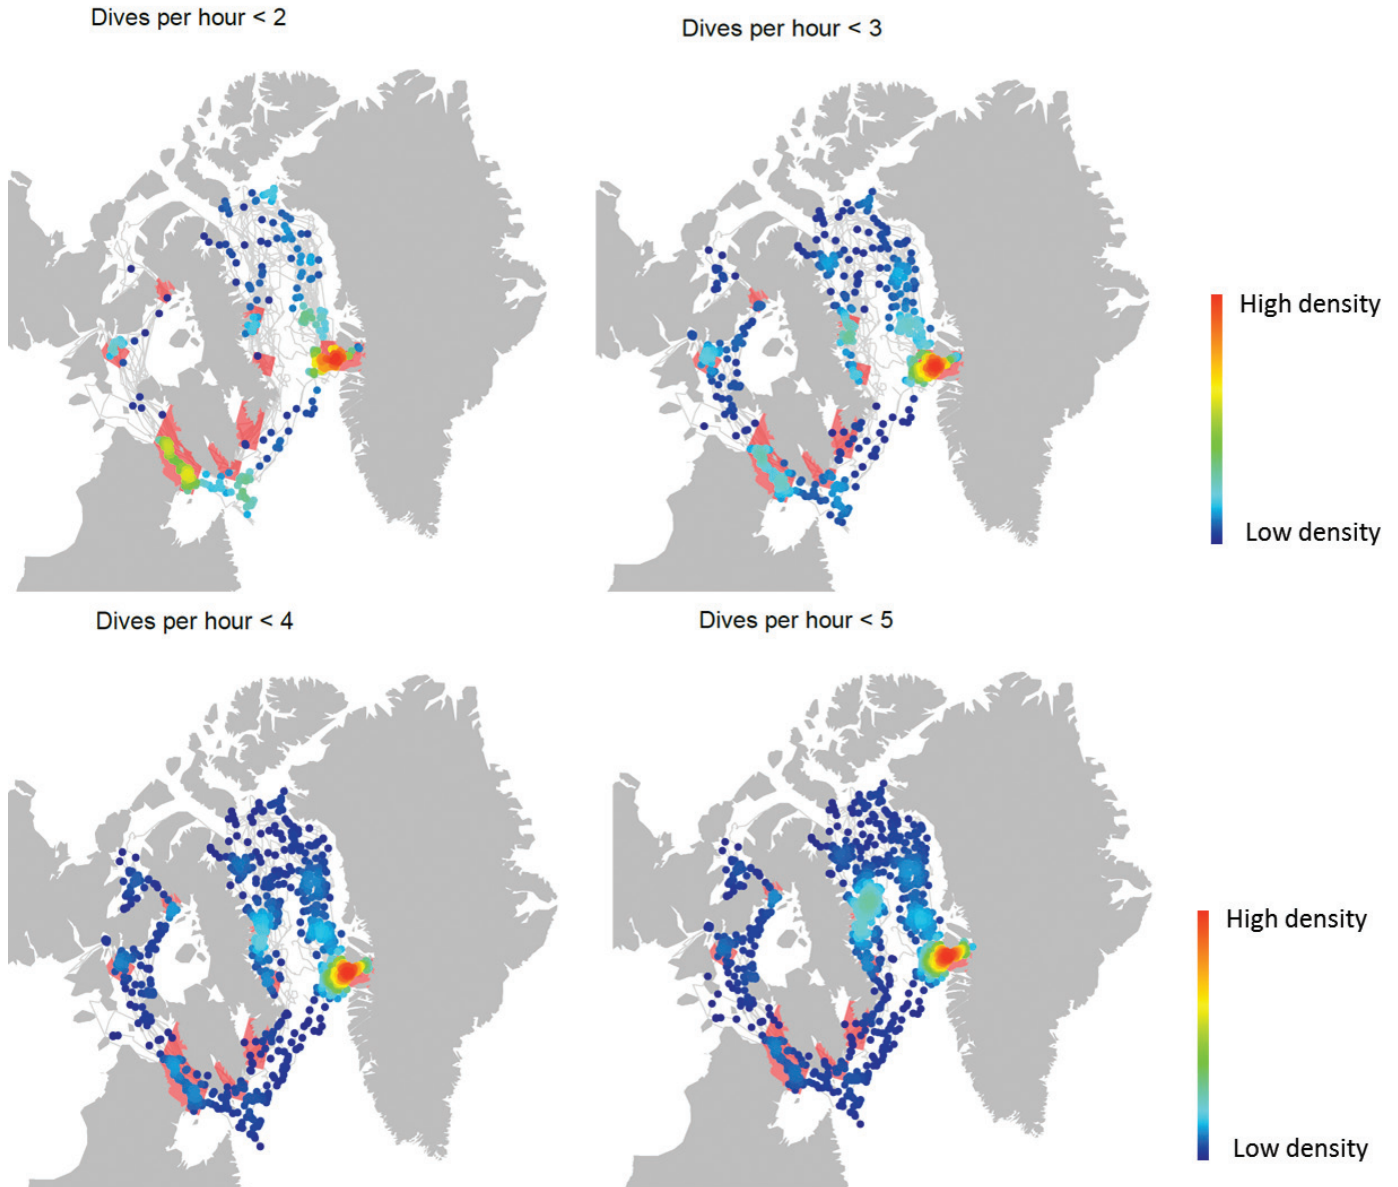 Dives per hour < 2
Dives per hour < 3
High density
Low density
Dives per hour < 4
Dives per hour < 5
High density
Low density